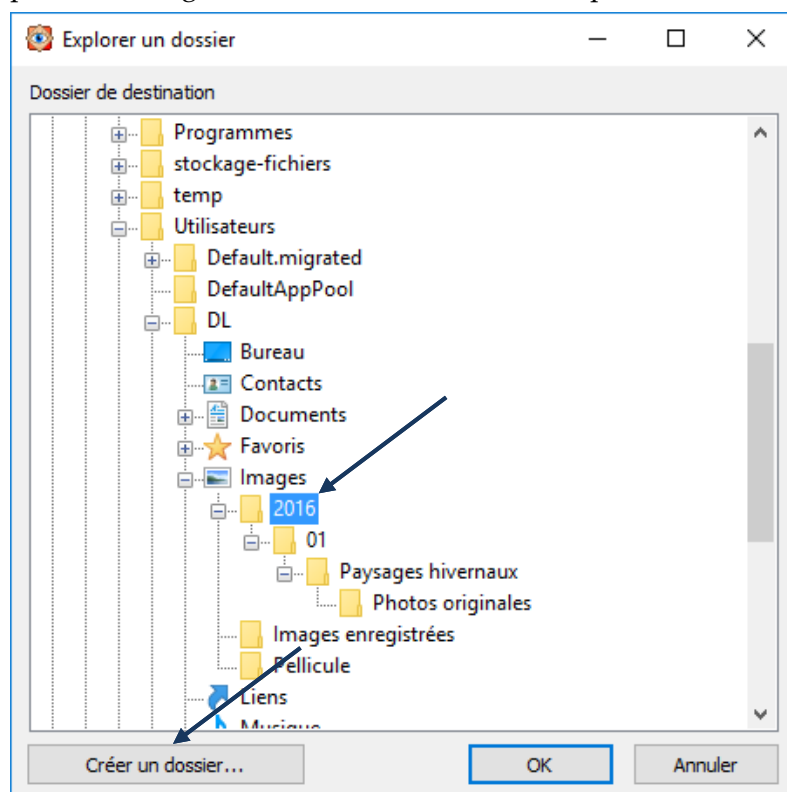 Explorer un dossier
Dossier de destination
Programmes
stockage-fichiers
temp
Utilisateurs
Default.migrated
DefaultAppPool
DL
Bureau
Contacts
Documents
Favoris
Images
2016
01
Paysages hivernaux
Photos originales
Images enregistrées
Pellicule
Liens
Musique
Créer un dossier...
OK
Annuler